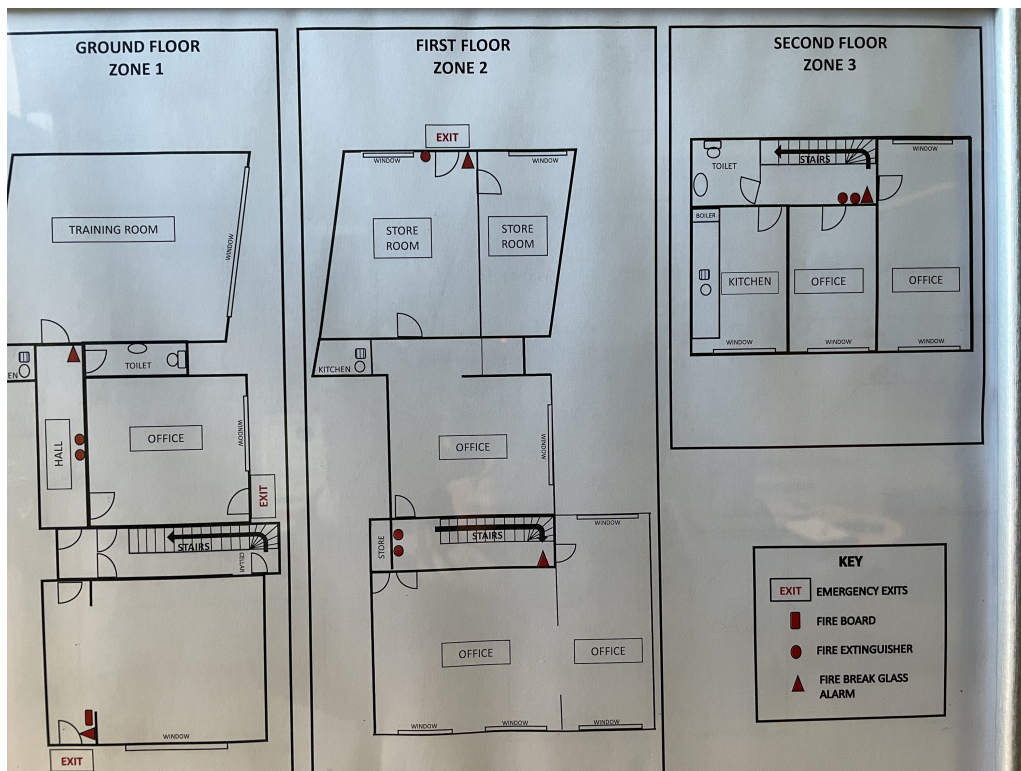 GROUND FLOOR
ZONE 1
TRAINING ROOM
WINDOW
EN
TOILET
HALL
OFFICE
WINDOW
EXIT
STAIRS
CELLAR
WINDOW
EXIT
FIRST FLOOR
ZONE 2
EXIT
WINDOW
WINDOW
STORE
ROOM
STORE
ROOM
KITCHEN
OFFICE
WINDOW
WINDOW
STORE
STAIRS
OFFICE
OFFICE
WINDOW
WINDOW
WINDOW
SECOND FLOOR
ZONE 3
TOILET
STAIRS
WINDOW
BOILER
KITCHEN
OFFICE
OFFICE
WINDOW
WINDOW
WINDOW
KEY
EXIT EMERGENCY EXITS
FIRE BOARD
FIRE EXTINGUISHER
FIRE BREAK GLASS
ALARM